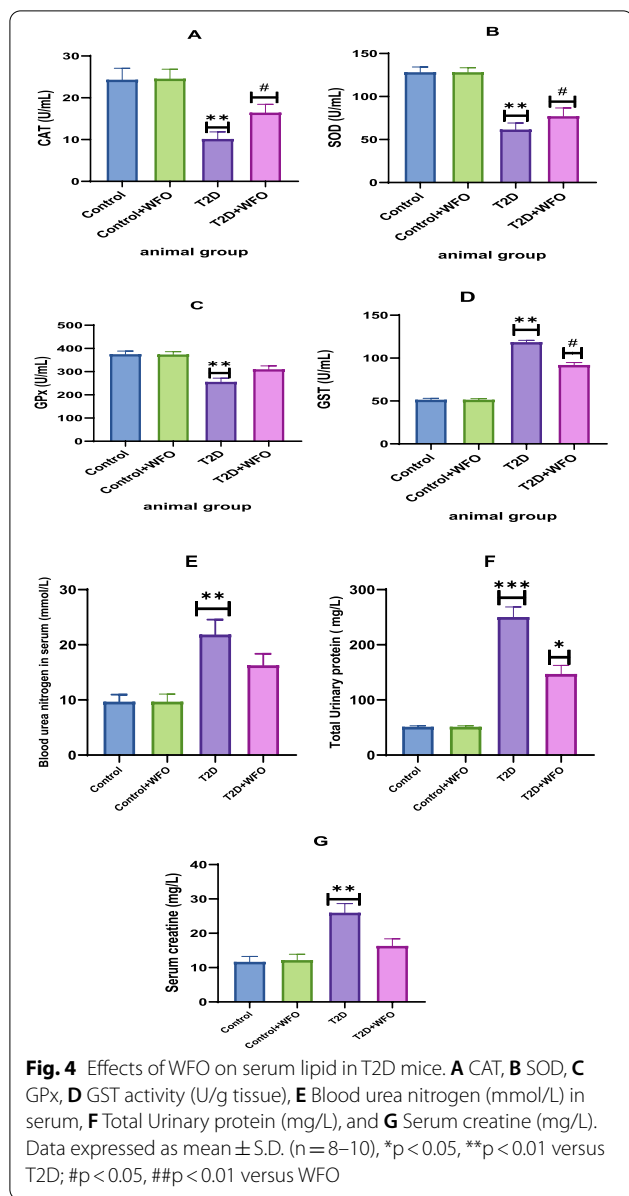 A
B
CAT (U/mL)
30
20
10
0
**
#
Control
Control+WFO
T2D
T2D+WFO
animal group
SOD (U/mL)
150
100
50
0
**
#
Control
Control+WFO
T2D
T2D+WFO
animal group
C
D
GPx (U/mL)
500
400
300
200
100
0
**
Control
Control+WFO
T2D
T2D+WFO
animal group
GST (U/mL)
150
100
50
0
**
#
Control
Control+WFO
T2D
T2D+WFO
animal group
E
F
Blood urea nitrogen in serum (mmol/L)
30
20
10
0
**
Control
Control+WFO
T2D
T2D+WFO
Total Urinary protein ( mg/L)
300
200
100
0
***
*
Control
Control+WFO
T2D
T2D+WFO
G
Serum creatine (mg/L)
40
30
20
10
0
**
Control
Control+WFO
T2D
T2D+WFO
Fig. 4 Effects of WFO on serum lipid in T2D mice. A CAT, B SOD, C
GPx, D GST activity (U/g tissue), E Blood urea nitrogen (mmol/L) in
serum, F Total Urinary protein (mg/L), and G Serum creatine (mg/L).
Data expressed as mean ± S.D. (n = 8–10), *p < 0.05, **p < 0.01 versus
T2D; #p < 0.05, ##p < 0.01 versus WFO